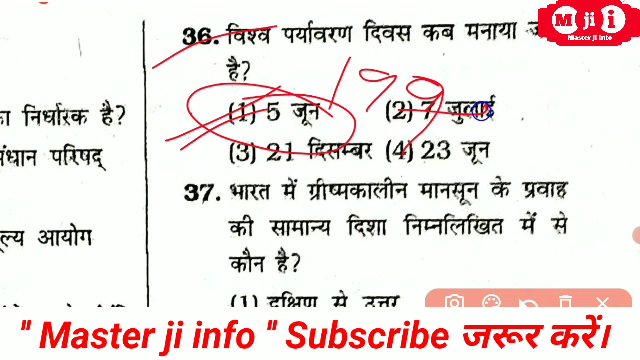 Mji
Master ji info
36. विश्व पर्यावरण दिवस कब मनाया
है?
(1) 5 जून (2) 7 जुलाई
(3) 21 दिसम्बर (4) 23 जून
199
37. भारत में ग्रीष्मकालीन मानसून के प्रवाह
की सामान्य दिशा निम्नलिखित में से
कौन है?
(1) दक्षिण से उत्तर
निर्धारक है?
परिषद्
आयोग
" Master ji info " Subscribe जरूर करें।